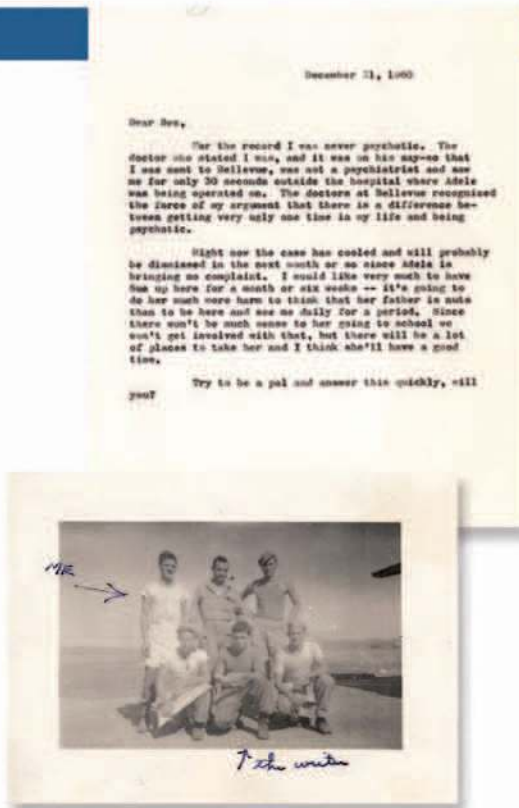 December 21, 1960
Dear Bea,
For the record I was never psychotic. The
doctor who stated I was, and it was on his say-so that
I was sent to Bellevue, was not a psychiatrist and saw
me for only 30 seconds outside the hospital where Adele
was being operated on. The doctors at Bellevue recognized
the force of my argument that there is a difference be-
tween getting very ugly one time in my life and being
psychotic.
Right now the case has cooled and will probably
be dismissed in the next month or so since Adele is
bringing no complaint. I would like very much to have
Sue up here for a month or six weeks -- it's going to
do her much more harm to think that her father is nuts
than to be here and see me daily for a period. Since
there won't be much sense to her going to school we
won't get involved with that, but there will be a lot
of places to take her and I think she'll have a good
time.
Try to be a pal and answer this quickly, will
you?
ME
the writer